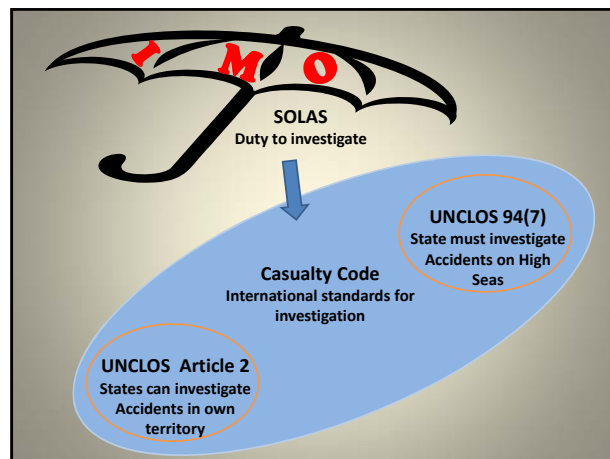 I M O
SOLAS
Duty to investigate
UNCLOS 94(7)
State must investigate
Accidents on High
Seas
Casualty Code
International standards for
investigation
UNCLOS Article 2
States can investigate
Accidents in own
territory